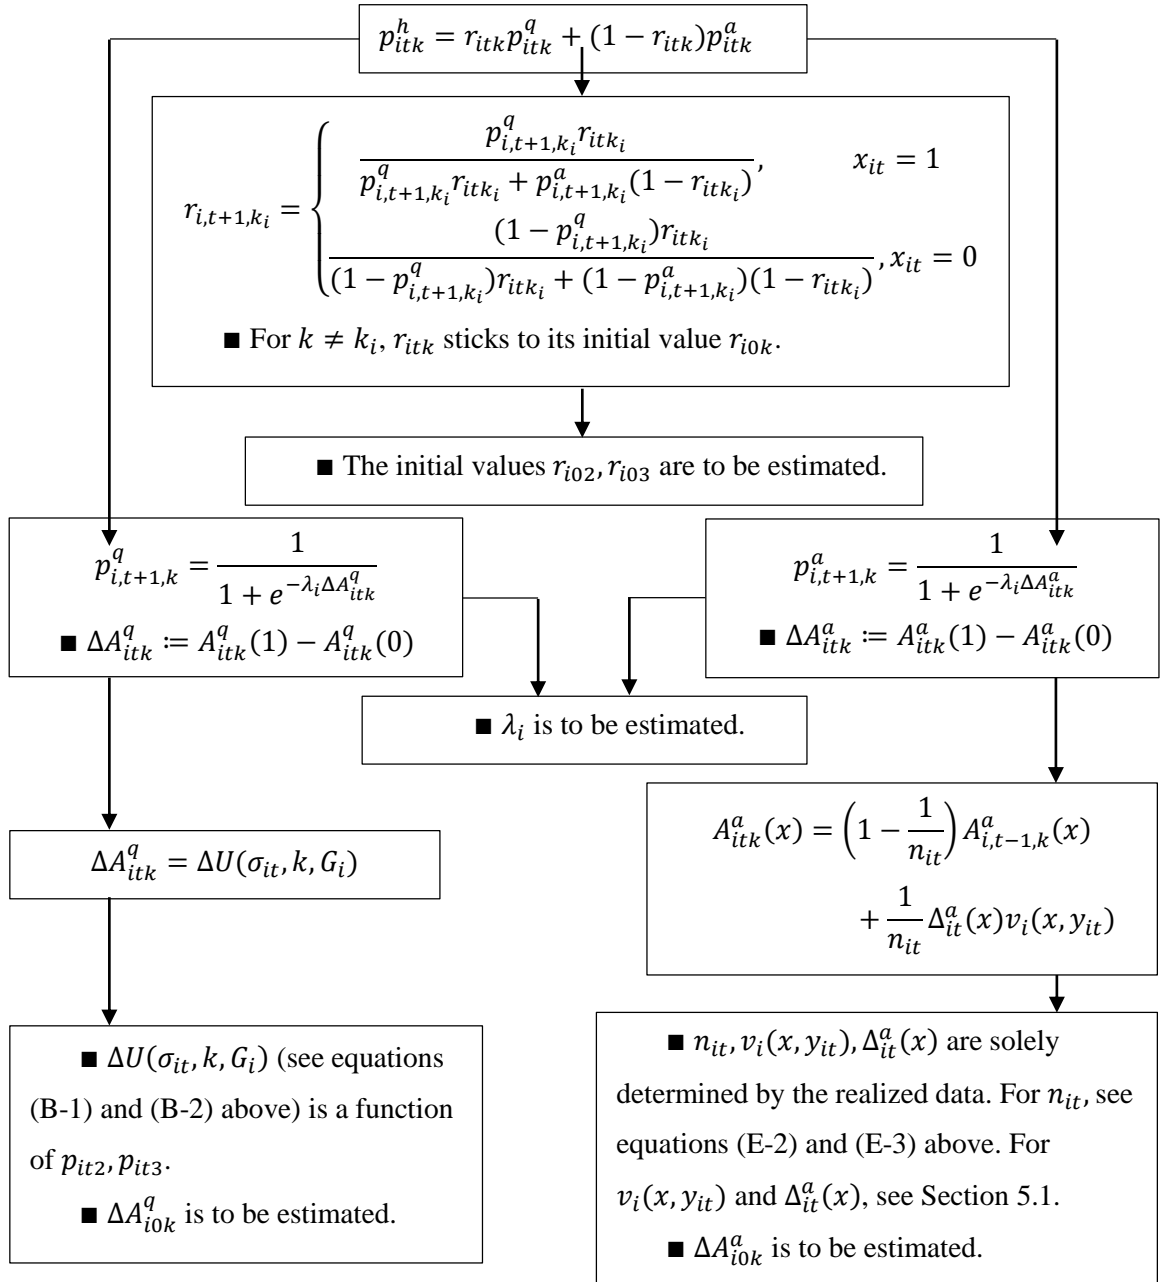 p^h_{itk} = r_{itk} p^q_{itk} + (1 − r_{itk}) p^a_{itk}
r_{i,t+1,k_i} = { \frac{p^q_{i,t+1,k_i} r_{itk_i}}{p^q_{i,t+1,k_i} r_{itk_i} + p^a_{i,t+1,k_i} (1 − r_{itk_i})}, x_{it} = 1
\frac{(1 − p^q_{i,t+1,k_i}) r_{itk_i}}{(1 − p^q_{i,t+1,k_i}) r_{itk_i} + (1 − p^a_{i,t+1,k_i})(1 − r_{itk_i})}, x_{it} = 0
■ For k ≠ k_i, r_{itk} sticks to its initial value r_{i0k}.
■ The initial values r_{i02}, r_{i03} are to be estimated.
p^q_{i,t+1,k} = \frac{1}{1 + e^{−λ_i ΔA^q_{itk}}}
■ ΔA^q_{itk} ≔ A^q_{itk}(1) − A^q_{itk}(0)
p^a_{i,t+1,k} = \frac{1}{1 + e^{−λ_i ΔA^a_{itk}}}
■ ΔA^a_{itk} ≔ A^a_{itk}(1) − A^a_{itk}(0)
■ λ_i is to be estimated.
ΔA^q_{itk} = ΔU(σ_{it}, k, G_i)
A^a_{itk}(x) = (1 − \frac{1}{n_{it}}) A^a_{i,t−1,k}(x)
+ \frac{1}{n_{it}} Δ^a_{it}(x) v_i(x, y_{it})
■ ΔU(σ_{it}, k, G_i) (see equations
(B-1) and (B-2) above) is a function
of p_{it2}, p_{it3}.
■ ΔA^q_{i0k} is to be estimated.
■ n_{it}, v_i(x, y_{it}), Δ^a_{it}(x) are solely
determined by the realized data. For n_{it}, see
equations (E-2) and (E-3) above. For
v_i(x, y_{it}) and Δ^a_{it}(x), see Section 5.1.
■ ΔA^a_{i0k} is to be estimated.